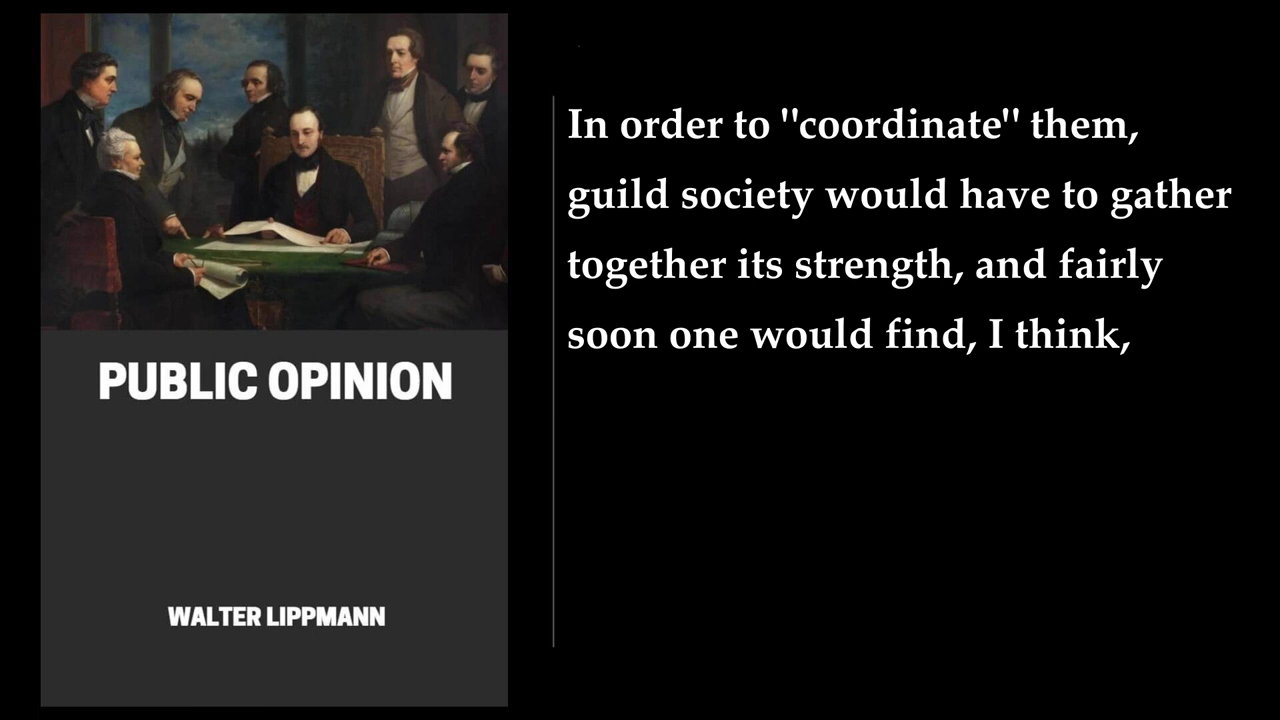 PUBLIC OPINION
WALTER LIPPMANN
In order to "coordinate" them,
guild society would have to gather
together its strength, and fairly
soon one would find, I think,